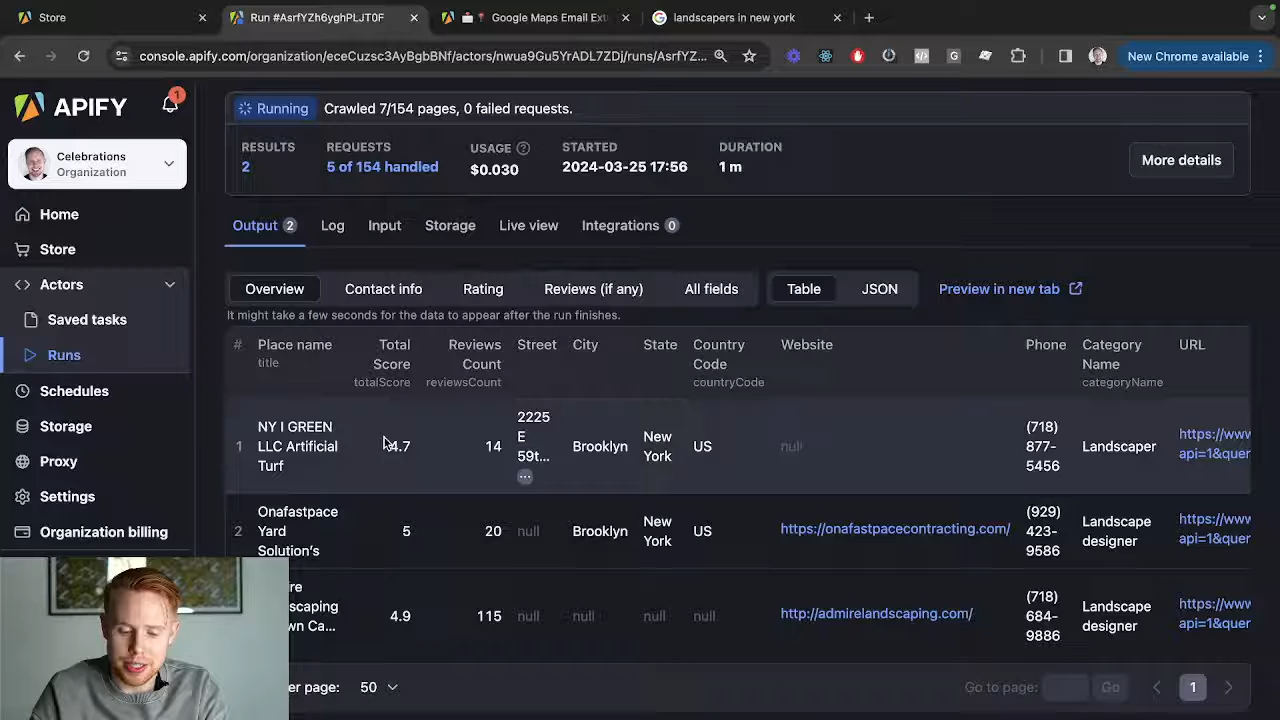 Store
Run #AsrfYZh6yghPLJT0F
Google Maps Email Ext
landscapers in new york
console.apify.com/organization/eceCuzsc3AyBgbBNf/actors/nwua9Gu5YrADL7ZDj/runs/AsrfYZ...
New Chrome available
APIFY
1
Celebrations
Organization
Home
Store
Actors
Saved tasks
Runs
Schedules
Storage
Proxy
Settings
Organization billing
Running Crawled 7/154 pages, 0 failed requests.
RESULTS REQUESTS USAGE STARTED DURATION
2 5 of 154 handled $0.030 2024-03-25 17:56 1 m
More details
Output 2 Log Input Storage Live view Integrations 0
Overview Contact info Rating Reviews (if any) All fields Table JSON Preview in new tab
It might take a few seconds for the data to appear after the run finishes.
# Place name Total Reviews Street City State Country Website Phone Category URL
title Score Count Code Name
totalScore reviewsCount countryCode categoryName
2225
NY I GREEN E New (718) https://www
1 LLC Artificial 4.7 14 59t... Brooklyn York US null 877- Landscaper api=1&quer
Turf ... 5456
Onafastpace (929) https://www
2 Yard 5 20 null Brooklyn New York US https://onafastpacecontracting.com/ 423- Landscape designer api=1&quer
Solution's 9586
re (718) https://www
scaping 4.9 115 null null null null http://admirelandscaping.com/ 684- Landscape designer api=1&quer
wn Ca... 9886
er page: 50 Go to page: Go 1